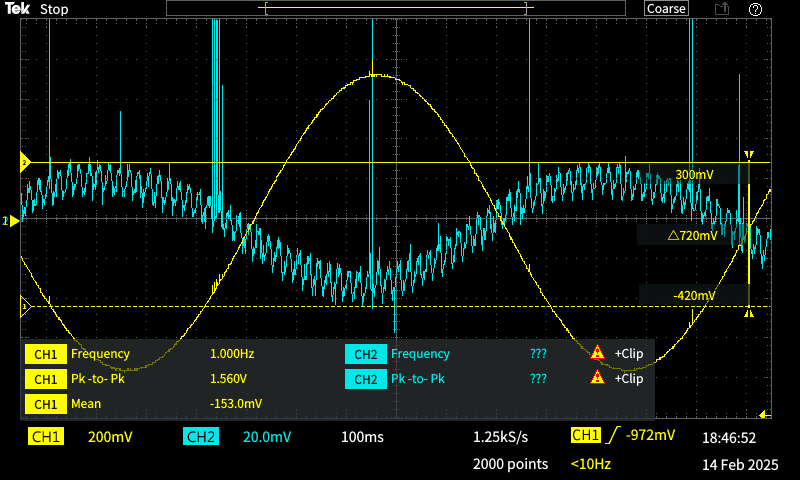 Tek Stop Coarse
2
300mV
2
△720mV
-420mV
1
CH1 Frequency 1.000Hz CH2 Frequency ??? +Clip
CH1 Pk -to- Pk 1.560V CH2 Pk -to- Pk ??? +Clip
CH1 Mean -153.0mV
CH1 200mV CH2 20.0mV 100ms 1.25kS/s CH1 -972mV 18:46:52
2000 points <10Hz 14 Feb 2025